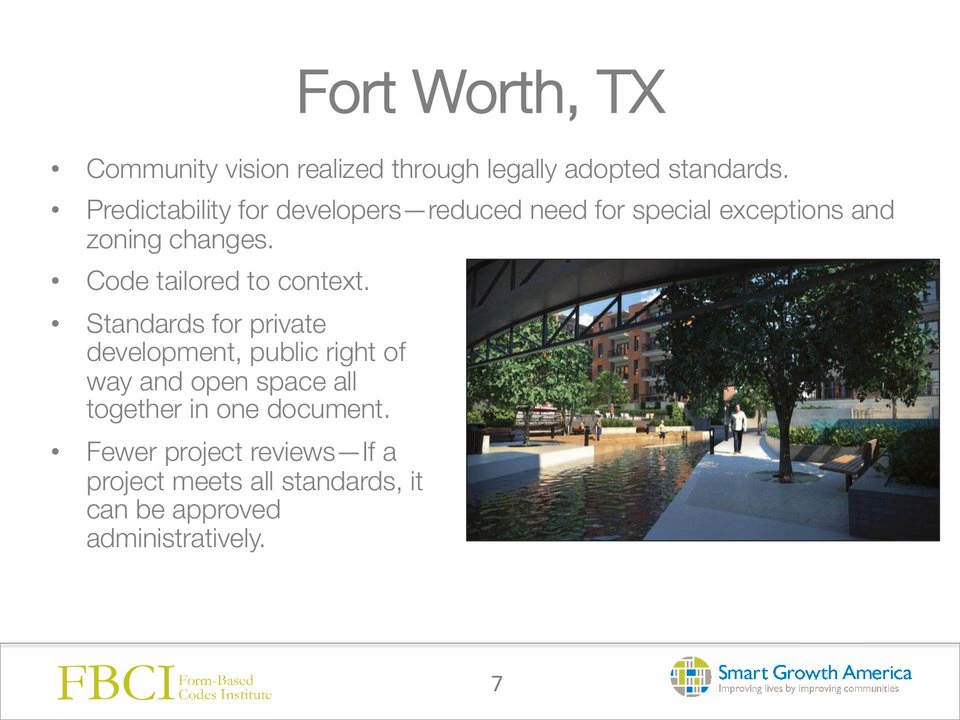 Fort Worth, TX
• Community vision realized through legally adopted standards.
• Predictability for developers—reduced need for special exceptions and
zoning changes.
• Code tailored to context.
• Standards for private
development, public right of
way and open space all
together in one document.
• Fewer project reviews—If a
project meets all standards, it
can be approved
administratively.
FBCI Form-Based
Codes Institute
7
Smart Growth America
Improving lives by improving communities